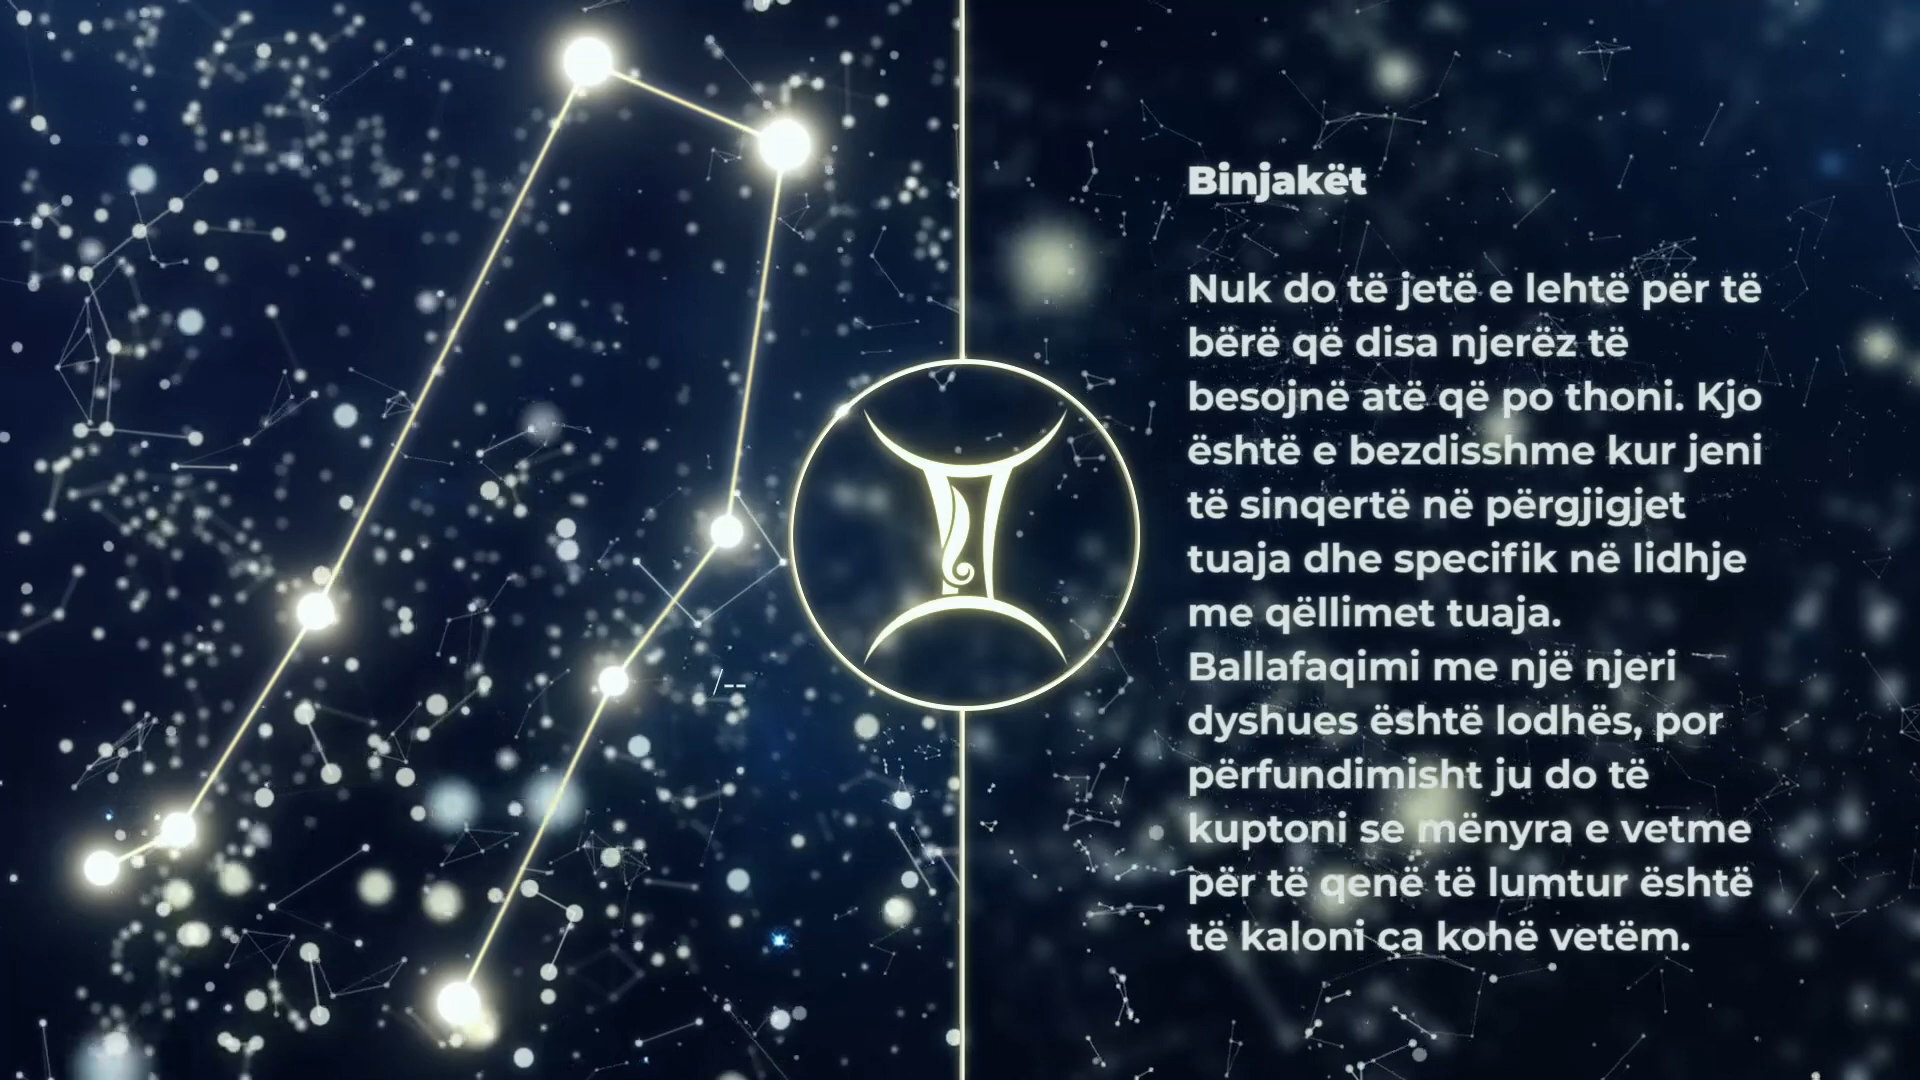 Binjakët
Nuk do të jetë e lehtë për të
bërë që disa njerëz të
besojnë atë që po thoni. Kjo
është e bezdisshme kur jeni
të sinqertë në përgjigjet
tuaja dhe specifik në lidhje
me qëllimet tuaja.
Ballafaqimi me një njeri
dyshues është lodhës, por
përfundimisht ju do të
kuptoni se mënyra e vetme
për të qenë të lumtur është
të kaloni ca kohë vetëm.